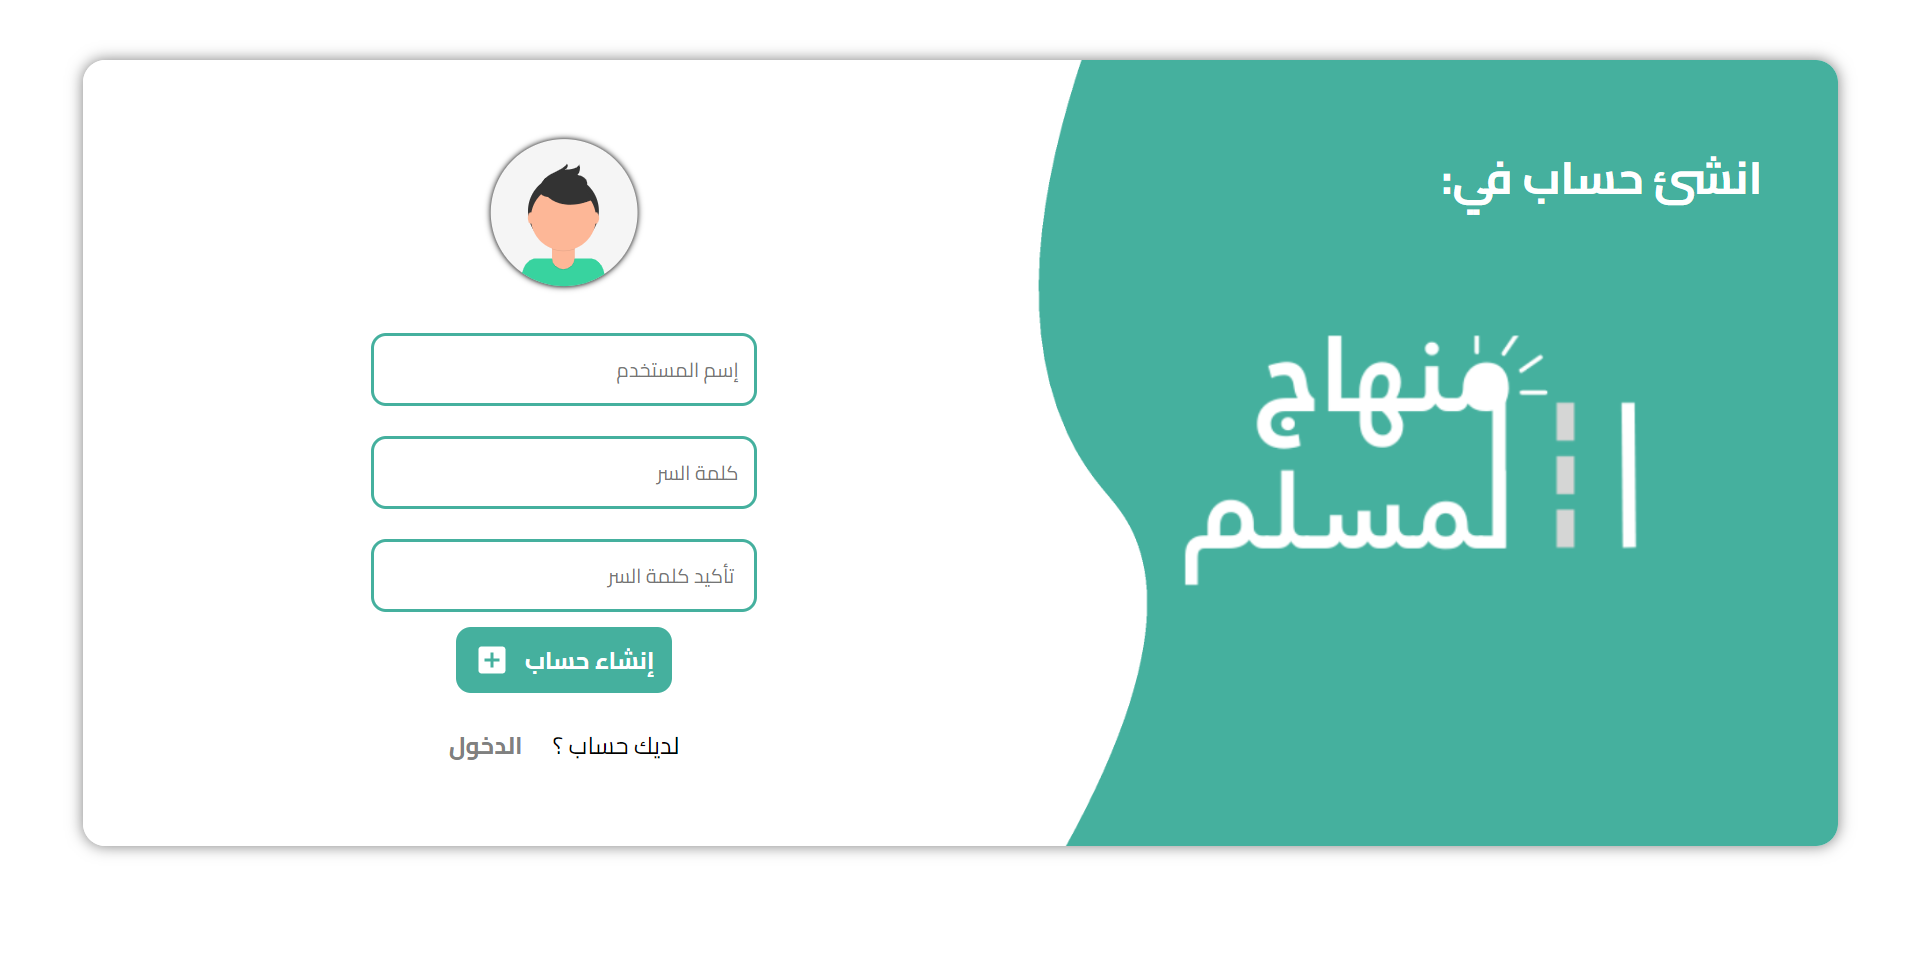 انشئ حساب في:
منهاج
المسلم
إسم المستخدم
كلمة السر
تأكيد كلمة السر
إنشاء حساب
لديك حساب ؟ الدخول